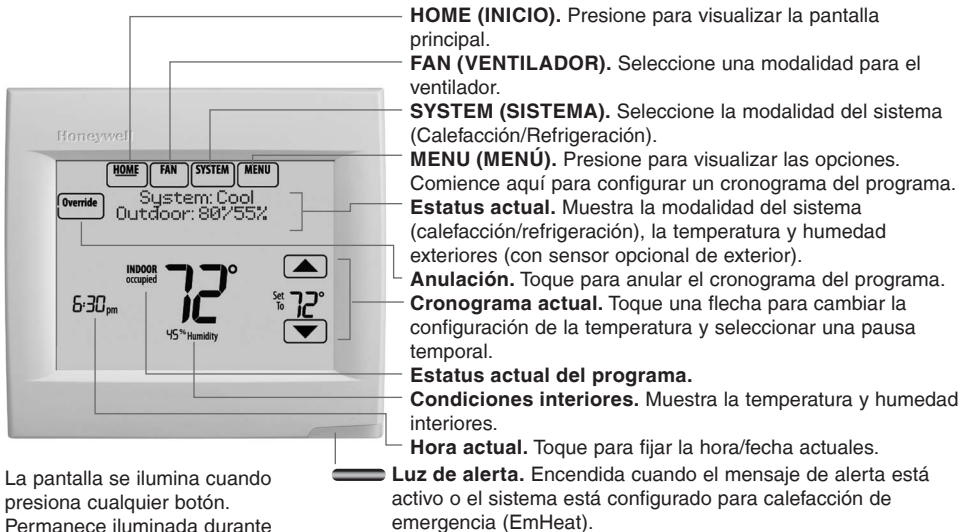 HOME (INICIO). Presione para visualizar la pantalla
principal.
FAN (VENTILADOR). Seleccione una modalidad para el
ventilador.
SYSTEM (SISTEMA). Seleccione la modalidad del sistema
(Calefacción/Refrigeración).
MENU (MENÚ). Presione para visualizar las opciones.
Comience aquí para configurar un cronograma del programa.
Estatus actual. Muestra la modalidad del sistema
(calefacción/refrigeración), la temperatura y humedad
exteriores (con sensor opcional de exterior).
Anulación. Toque para anular el cronograma del programa.
Cronograma actual. Toque una flecha para cambiar la
configuración de la temperatura y seleccionar una pausa
temporal.
Estatus actual del programa.
Condiciones interiores. Muestra la temperatura y humedad
interiores.
Hora actual. Toque para fijar la hora/fecha actuales.
Luz de alerta. Encendida cuando el mensaje de alerta está
activo o el sistema está configurado para calefacción de
emergencia (EmHeat).
Honeywell
HOME FAN SYSTEM MENU
Override
System: Cool
Outdoor: 80°/55%
INDOOR
occupied
72°
Set
To
72°
6:30 pm
45% Humidity
La pantalla se ilumina cuando
presiona cualquier botón.
Permanece iluminada durante